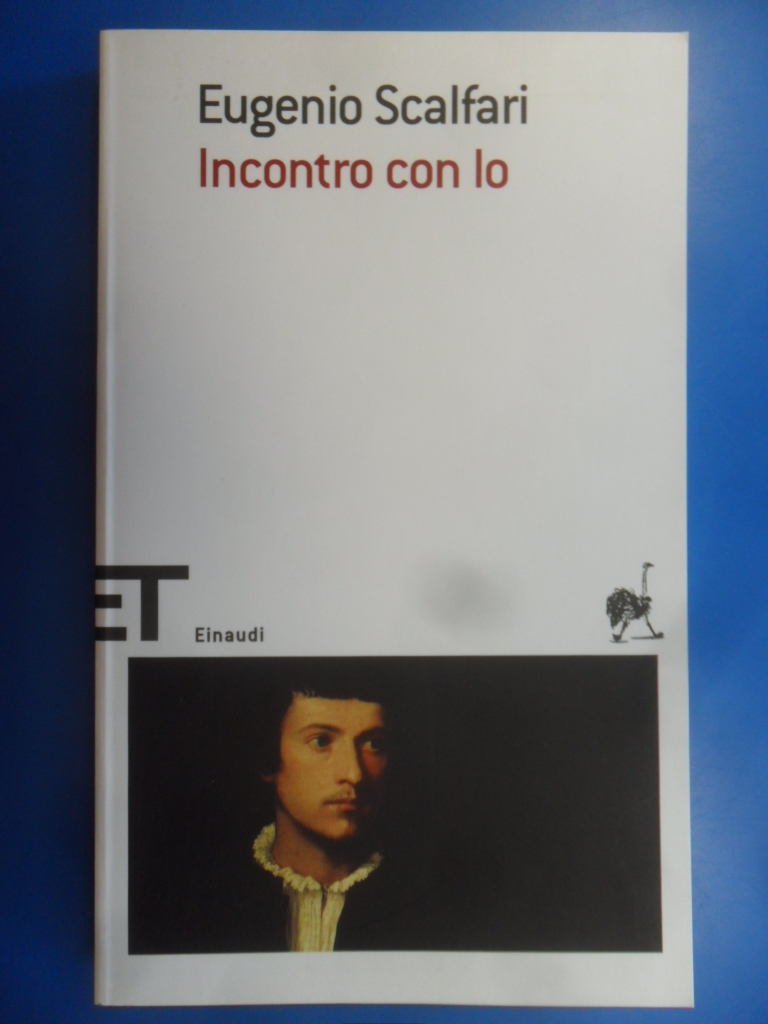 Eugenio Scalfari
Incontro con Io
ET
Einaudi